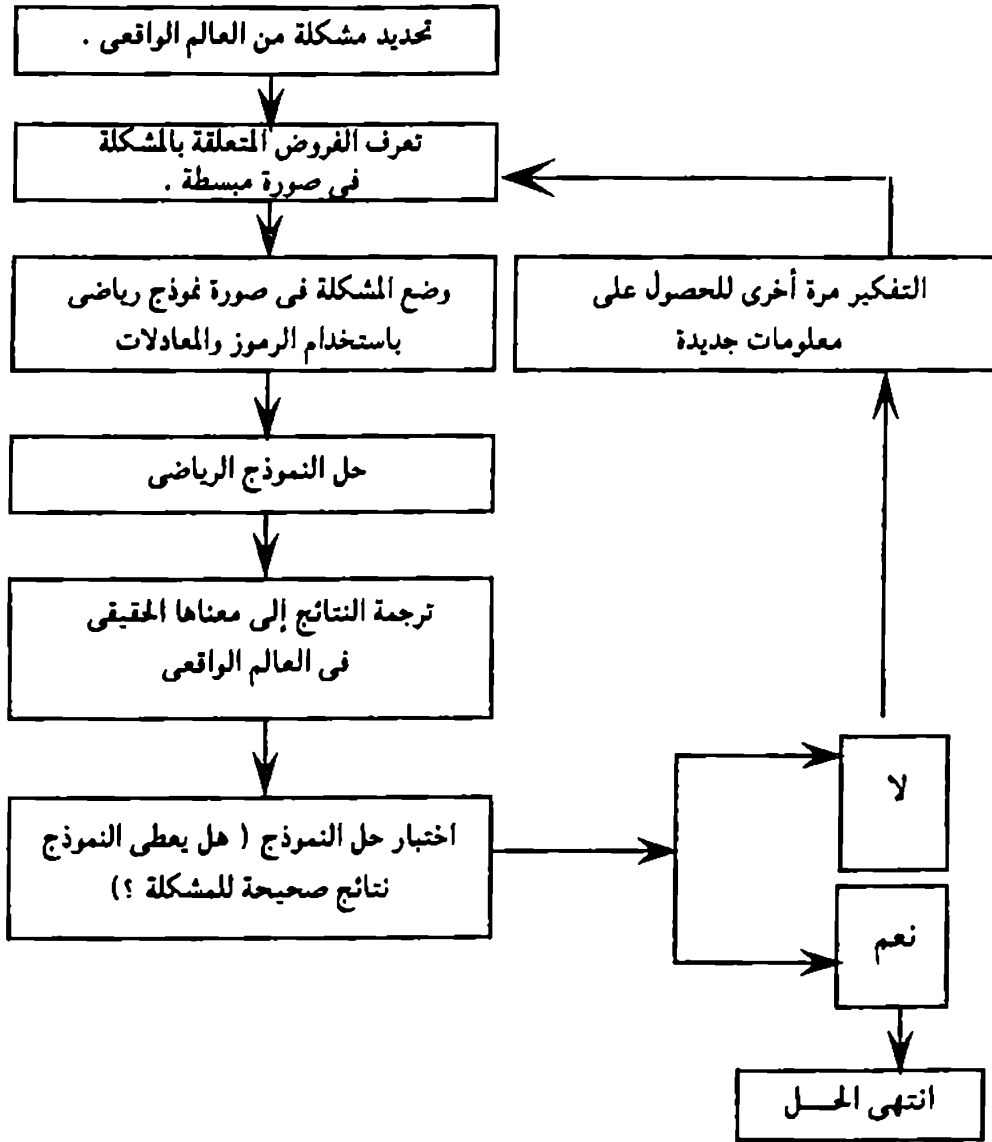 تحديد مشكلة من العالم الواقعى .
تعرف الفروض المتعلقة بالمشكلة
فى صورة مبسطة .
وضع المشكلة فى صورة نموذج رياضى
باستخدام الرموز والمعادلات
التفكير مرة أخرى للحصول على
معلومات جديدة
حل النموذج الرياضى
ترجمة النتائج إلى معناها الحقيقى
فى العالم الواقعى
اختبار حل النموذج ( هل يعطى النموذج
نتائج صحيحة للمشكلة ؟)
لا
نعم
انتهى الحـــل